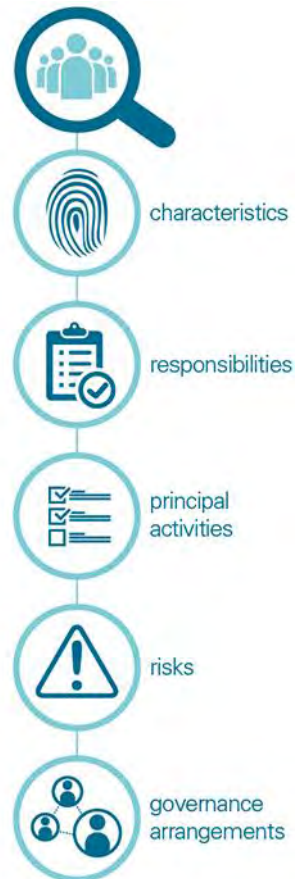 characteristics
responsibilities
principal
activities
risks
governance
arrangements